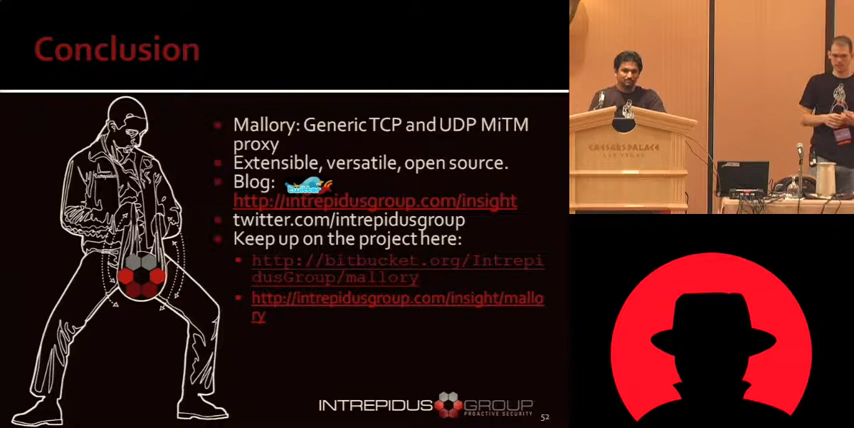 Conclusion
Mallory: Generic TCP and UDP MiTM
proxy
Extensible, versatile, open source.
Blog:
http://intrepidusgroup.com/insight
twitter.com/intrepidusgroup
Keep up on the project here:
http://bitbucket.org/Intrepi
dusGroup/mallory
http://intrepidusgroup.com/insight/mallo
ry
INTREPIDUS GROUP
PROACTIVE SECURITY
52
CAESARS PALACE
LAS VEGAS